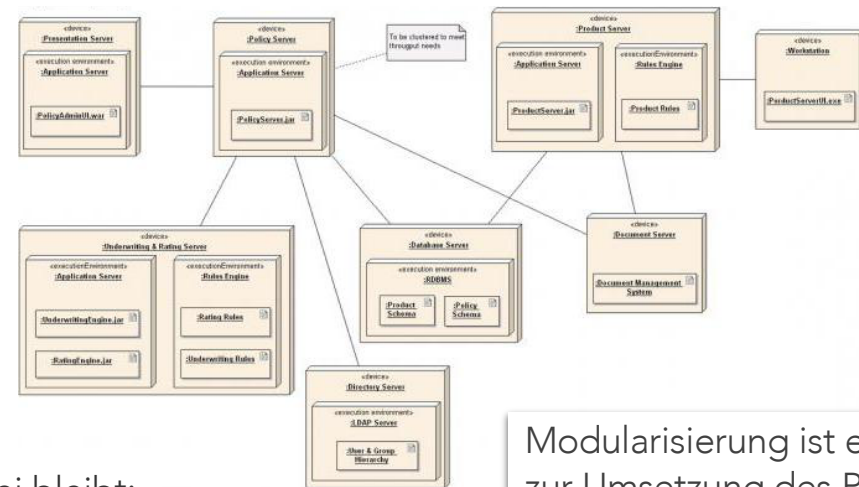 «device»
:Presentation Server
«execution environment»
:Application Server
:PolicyAdminUI.war
«device»
:Policy Server
«execution environment»
:Application Server
:PolicyServer.jar
To be clustered to meet
througput needs
«device»
:Product Server
«execution environment»
:Application Server
:ProductServer.jar
«executionEnvironment»
:Rules Engine
:Product Rules
«device»
:Workstation
:PorductServerUI.exe
«device»
:Underwriting & Rating Server
«executionEnvironment»
:Application Server
:UnderwritingEngine.jar
:RatingEngine.jar
«executionEnvironment»
:Rules Engine
:Rating Rules
:Underwriting Rules
«device»
:Database Server
«execution environment»
:RDBMS
:Product
Schema
:Policy
Schema
«device»
:Document Server
:Document Management
System
«device»
:Directory Server
«execution environment»
:LDAP Server
:User & Group
Hierarchy
Modularisierung ist e
bleibt: